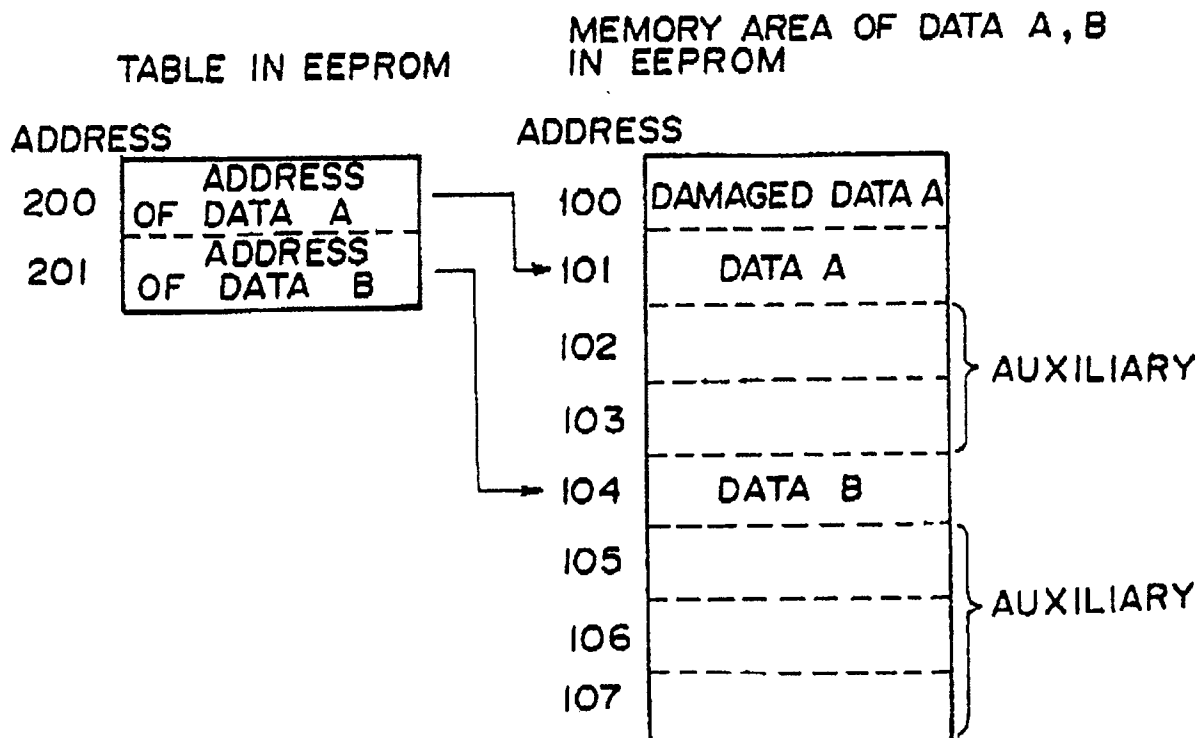 TABLE IN EEPROM
ADDRESS
200
ADDRESS
OF DATA A
201
ADDRESS
OF DATA B
MEMORY AREA OF DATA A, B
IN EEPROM
ADDRESS
100
DAMAGED DATA A
101
DATA A
102
103
AUXILIARY
104
DATA B
105
106
107
AUXILIARY